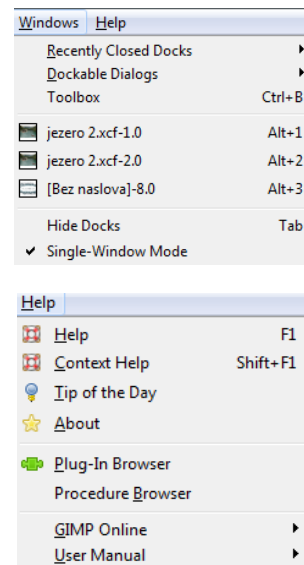 Windows Help
Recently Closed Docks
Dockable Dialogs
Toolbox Ctrl+B
jezero 2.xcf-1.0 Alt+1
jezero 2.xcf-2.0 Alt+2
[Bez naslova]-8.0 Alt+3
Hide Docks Tab
Single-Window Mode
Help
Help F1
Context Help Shift+F1
Tip of the Day
About
Plug-In Browser
Procedure Browser
GIMP Online
User Manual